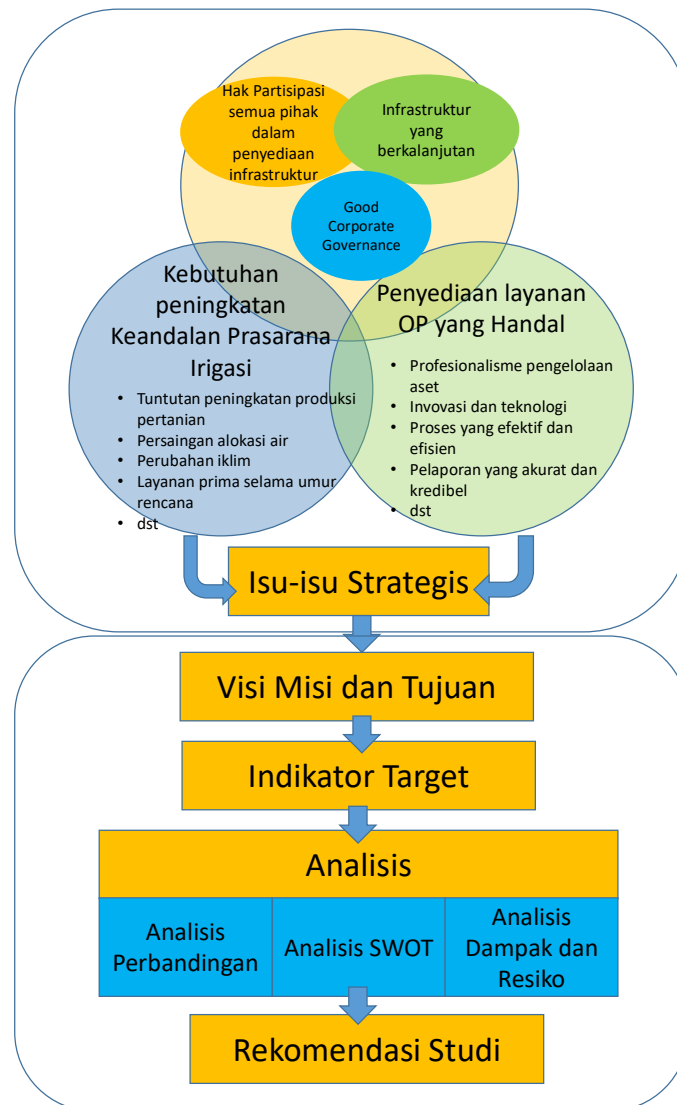 Hak Partisipasi
semua pihak
dalam
penyediaan
infrastruktur
Infrastruktur
yang
berkalanjutan
Good
Corporate
Governance
Kebutuhan
peningkatan
Keandalan Prasarana
Irigasi
• Tuntutan peningkatan produksi
pertanian
• Persaingan alokasi air
• Perubahan iklim
• Layanan prima selama umur
rencana
• dst
Penyediaan layanan
OP yang Handal
• Profesionalisme pengelolaan
aset
• Invovasi dan teknologi
• Proses yang efektif dan
efisien
• Pelaporan yang akurat dan
kredibel
• dst
Isu-isu Strategis
Visi Misi dan Tujuan
Indikator Target
Analisis
Analisis
Perbandingan
Analisis SWOT
Analisis
Dampak dan
Resiko
Rekomendasi Studi